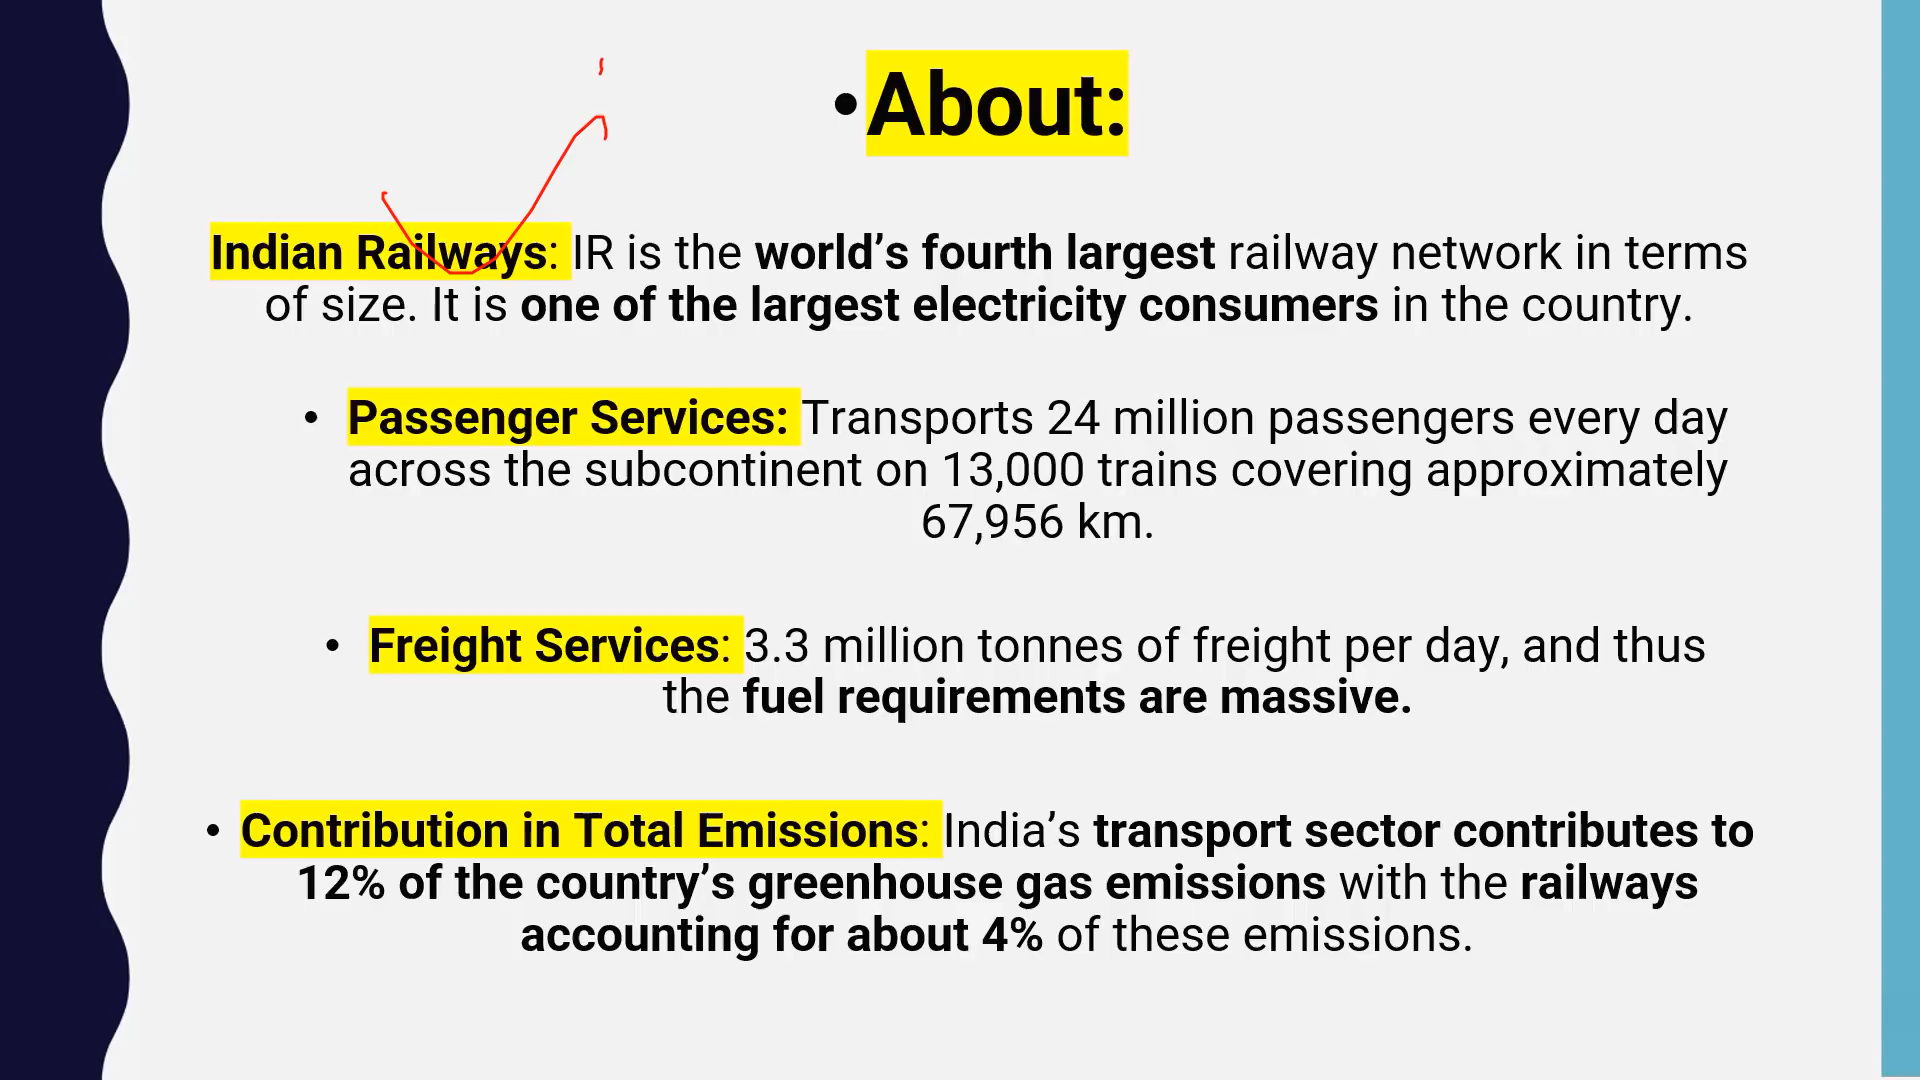 •About:
Indian Railways: IR is the world’s fourth largest railway network in terms
of size. It is one of the largest electricity consumers in the country.
• Passenger Services: Transports 24 million passengers every day
across the subcontinent on 13,000 trains covering approximately
67,956 km.
• Freight Services: 3.3 million tonnes of freight per day, and thus
the fuel requirements are massive.
• Contribution in Total Emissions: India’s transport sector contributes to
12% of the country’s greenhouse gas emissions with the railways
accounting for about 4% of these emissions.